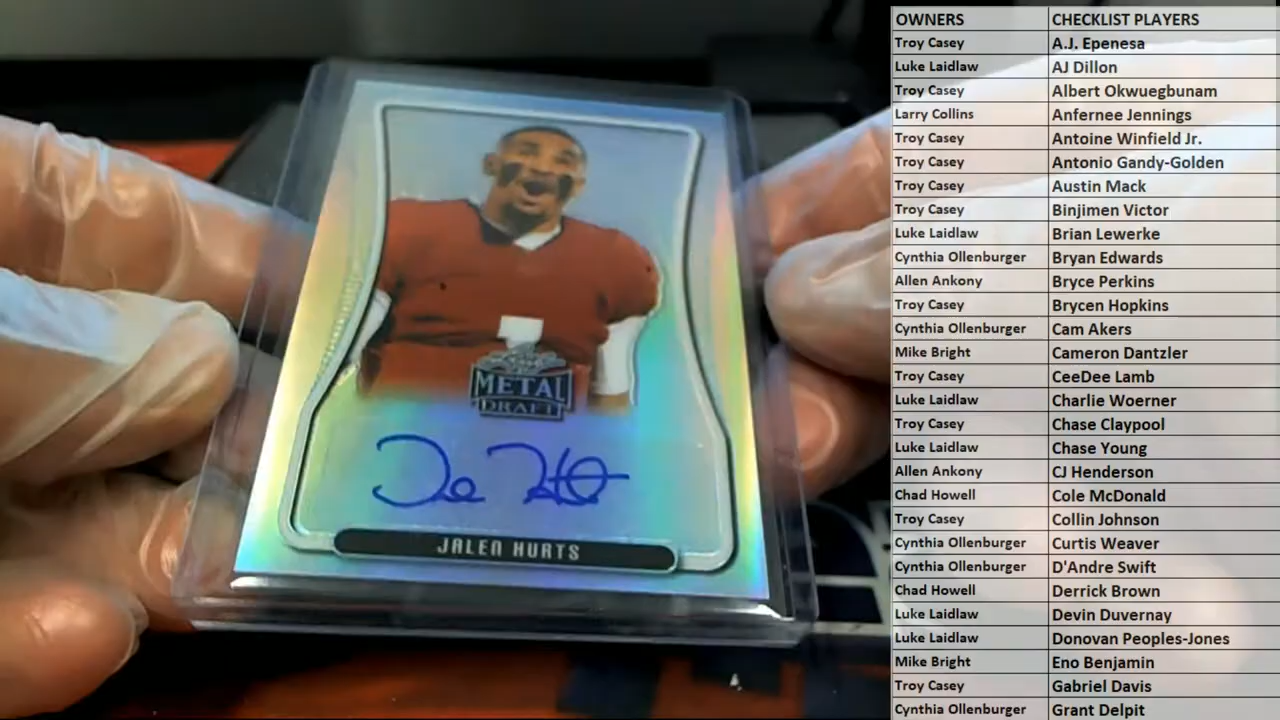 METAL
DRAFT
JALEN HURTS
OWNERS CHECKLIST PLAYERS
Troy Casey A.J. Epenesa
Luke Laidlaw AJ Dillon
Troy Casey Albert Okwuegbunam
Larry Collins Anfernee Jennings
Troy Casey Antoine Winfield Jr.
Troy Casey Antonio Gandy-Golden
Troy Casey Austin Mack
Troy Casey Binjimen Victor
Luke Laidlaw Brian Lewerke
Cynthia Ollenburger Bryan Edwards
Allen Ankony Bryce Perkins
Troy Casey Brycen Hopkins
Cynthia Ollenburger Cam Akers
Mike Bright Cameron Dantzler
Troy Casey CeeDee Lamb
Luke Laidlaw Charlie Woerner
Troy Casey Chase Claypool
Luke Laidlaw Chase Young
Allen Ankony CJ Henderson
Chad Howell Cole McDonald
Troy Casey Collin Johnson
Cynthia Ollenburger Curtis Weaver
Cynthia Ollenburger D'Andre Swift
Chad Howell Derrick Brown
Luke Laidlaw Devin Duvernay
Luke Laidlaw Donovan Peoples-Jones
Mike Bright Eno Benjamin
Troy Casey Gabriel Davis
Cynthia Ollenburger Grant Delpit